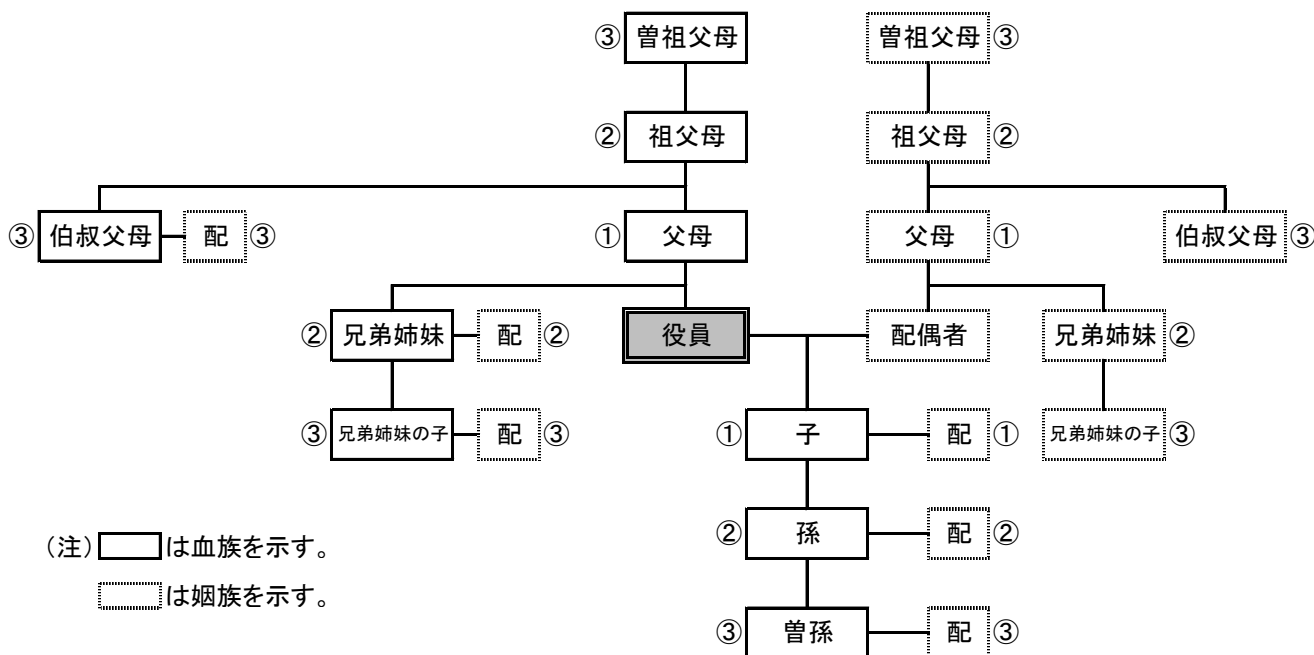 ③ 曽祖父母 曽祖父母 ③
② 祖父母 祖父母 ②
③ 伯叔父母 配 ③ ① 父母 父母 ① 伯叔父母 ③
② 兄弟姉妹 配 ② 役員 配偶者 兄弟姉妹 ②
③ 兄弟姉妹の子 配 ③ ① 子 配 ① 兄弟姉妹の子 ③
② 孫 配 ②
（注） は血族を示す。
は姻族を示す。
③ 曽孫 配 ③